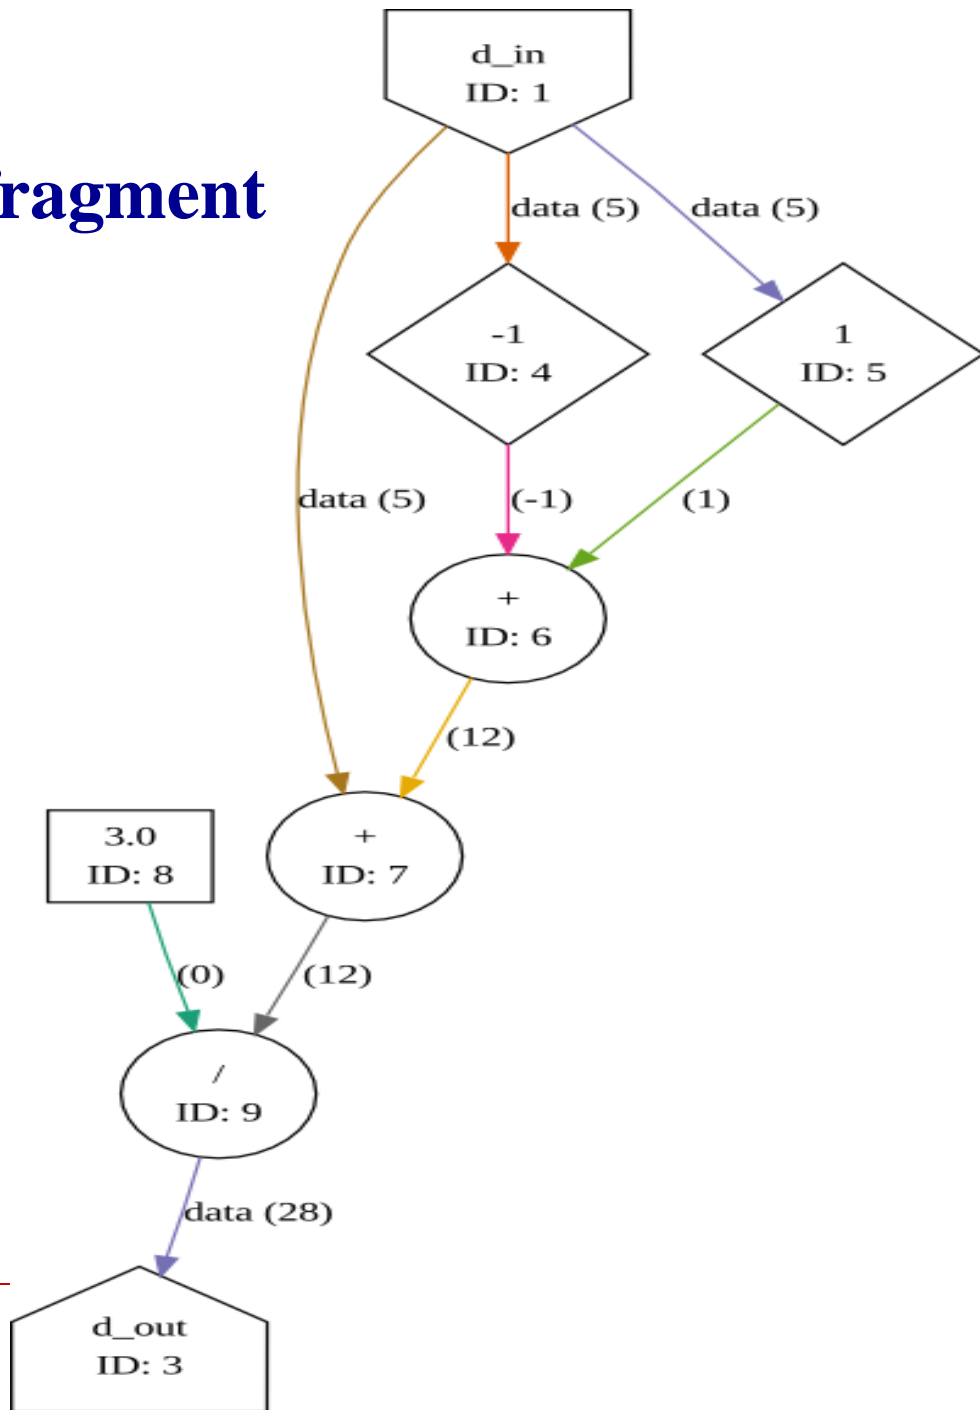 d_in
ID: 1
fragment
data (5)
data (5)
-1
ID: 4
1
ID: 5
data (5)
(-1)
(1)
+
ID: 6
(12)
3.0
ID: 8
+
ID: 7
(0)
(12)
/
ID: 9
data (28)
d_out
ID: 3